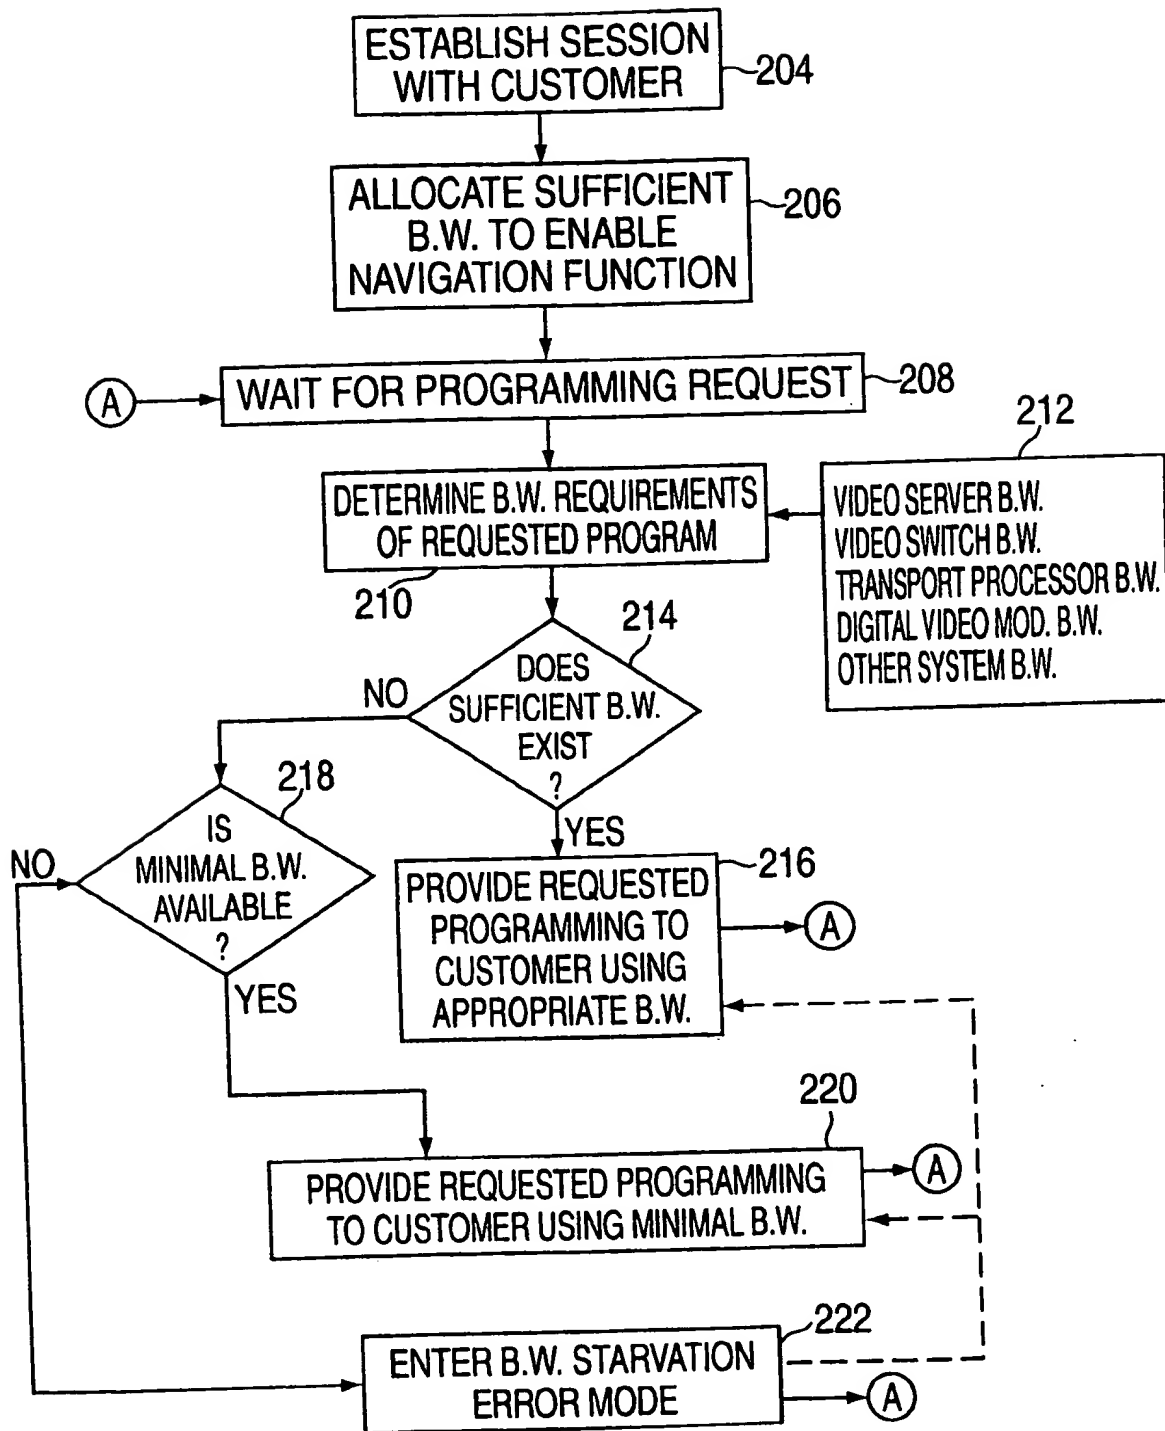 ESTABLISH SESSION
WITH CUSTOMER
204
ALLOCATE SUFFICIENT
B.W. TO ENABLE
NAVIGATION FUNCTION
206
A
WAIT FOR PROGRAMMING REQUEST
208
DETERMINE B.W. REQUIREMENTS
OF REQUESTED PROGRAM
210
212
VIDEO SERVER B.W.
VIDEO SWITCH B.W.
TRANSPORT PROCESSOR B.W.
DIGITAL VIDEO MOD. B.W.
OTHER SYSTEM B.W.
214
DOES
SUFFICIENT B.W.
EXIST
?
NO
YES
218
IS
MINIMAL B.W.
AVAILABLE
?
NO
YES
216
PROVIDE REQUESTED
PROGRAMMING TO
CUSTOMER USING
APPROPRIATE B.W.
A
220
PROVIDE REQUESTED PROGRAMMING
TO CUSTOMER USING MINIMAL B.W.
A
222
ENTER B.W. STARVATION
ERROR MODE
A